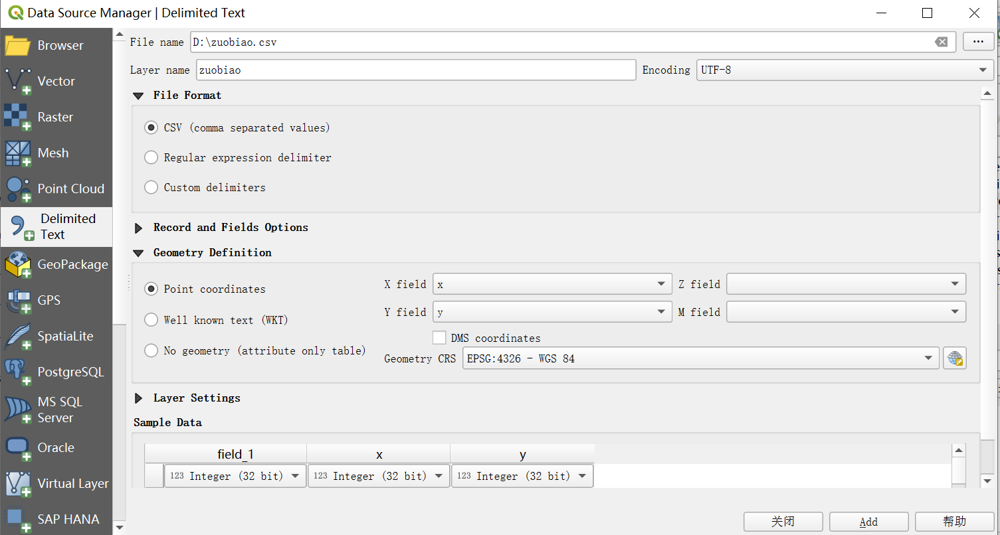 Data Source Manager | Delimited Text
Browser
Vector
Raster
Mesh
Point Cloud
Delimited
Text
GeoPackage
GPS
SpatiaLite
PostgreSQL
MS SQL
Server
Oracle
Virtual Layer
SAP HANA
File name D:\zuobiao.csv ...
Layer name zuobiao Encoding UTF-8
File Format
CSV (comma separated values)
Regular expression delimiter
Custom delimiters
Record and Fields Options
Geometry Definition
Point coordinates
Well known text (WKT)
No geometry (attribute only table)
X field x Z field
Y field y M field
DMS coordinates
Geometry CRS EPSG:4326 - WGS 84
Layer Settings
Sample Data
field_1 x y
123 Integer (32 bit) 123 Integer (32 bit) 123 Integer (32 bit)
关闭 Add 帮助